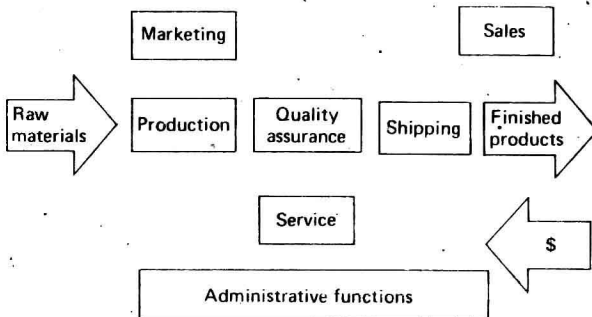 Marketing
Sales
Raw
materials
Production
Quality
assurance
Shipping
Finished
products
Service
$
Administrative functions